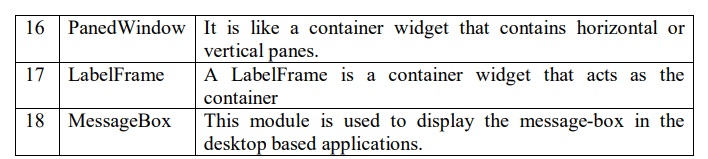 16 PanedWindow It is like a container widget that contains horizontal or
vertical panes.
17 LabelFrame A LabelFrame is a container widget that acts as the
container
18 MessageBox This module is used to display the message-box in the
desktop based applications.